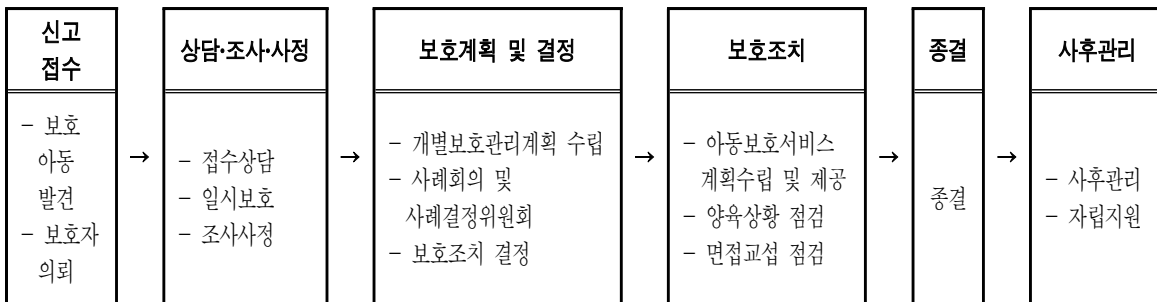 신고
접수
– 보호
아동
발견
– 보호자
의뢰
→
상담·조사·사정
– 접수상담
– 일시보호
– 조사사정
→
보호계획 및 결정
– 개별보호관리계획 수립
– 사례회의 및
사례결정위원회
– 보호조치 결정
→
보호조치
– 아동보호서비스
계획수립 및 제공
– 양육상황 점검
– 면접교섭 점검
→
종결
종결
→
사후관리
– 사후관리
– 자립지원